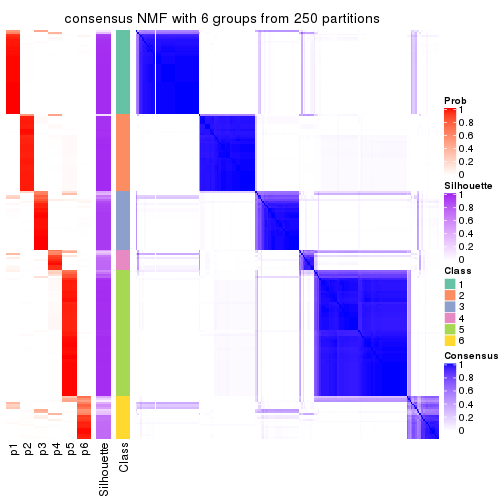 consensus NMF with 6 groups from 250 partitions
Prob
1
0.8
0.6
0.4
0.2
0
Silhouette
1
0.8
0.6
0.4
0.2
0
Class
1
2
3
4
5
6
Consensus
1
0.8
0.6
0.4
0.2
0
p1
p2
p3
p4
p5
p6
Silhouette
Class